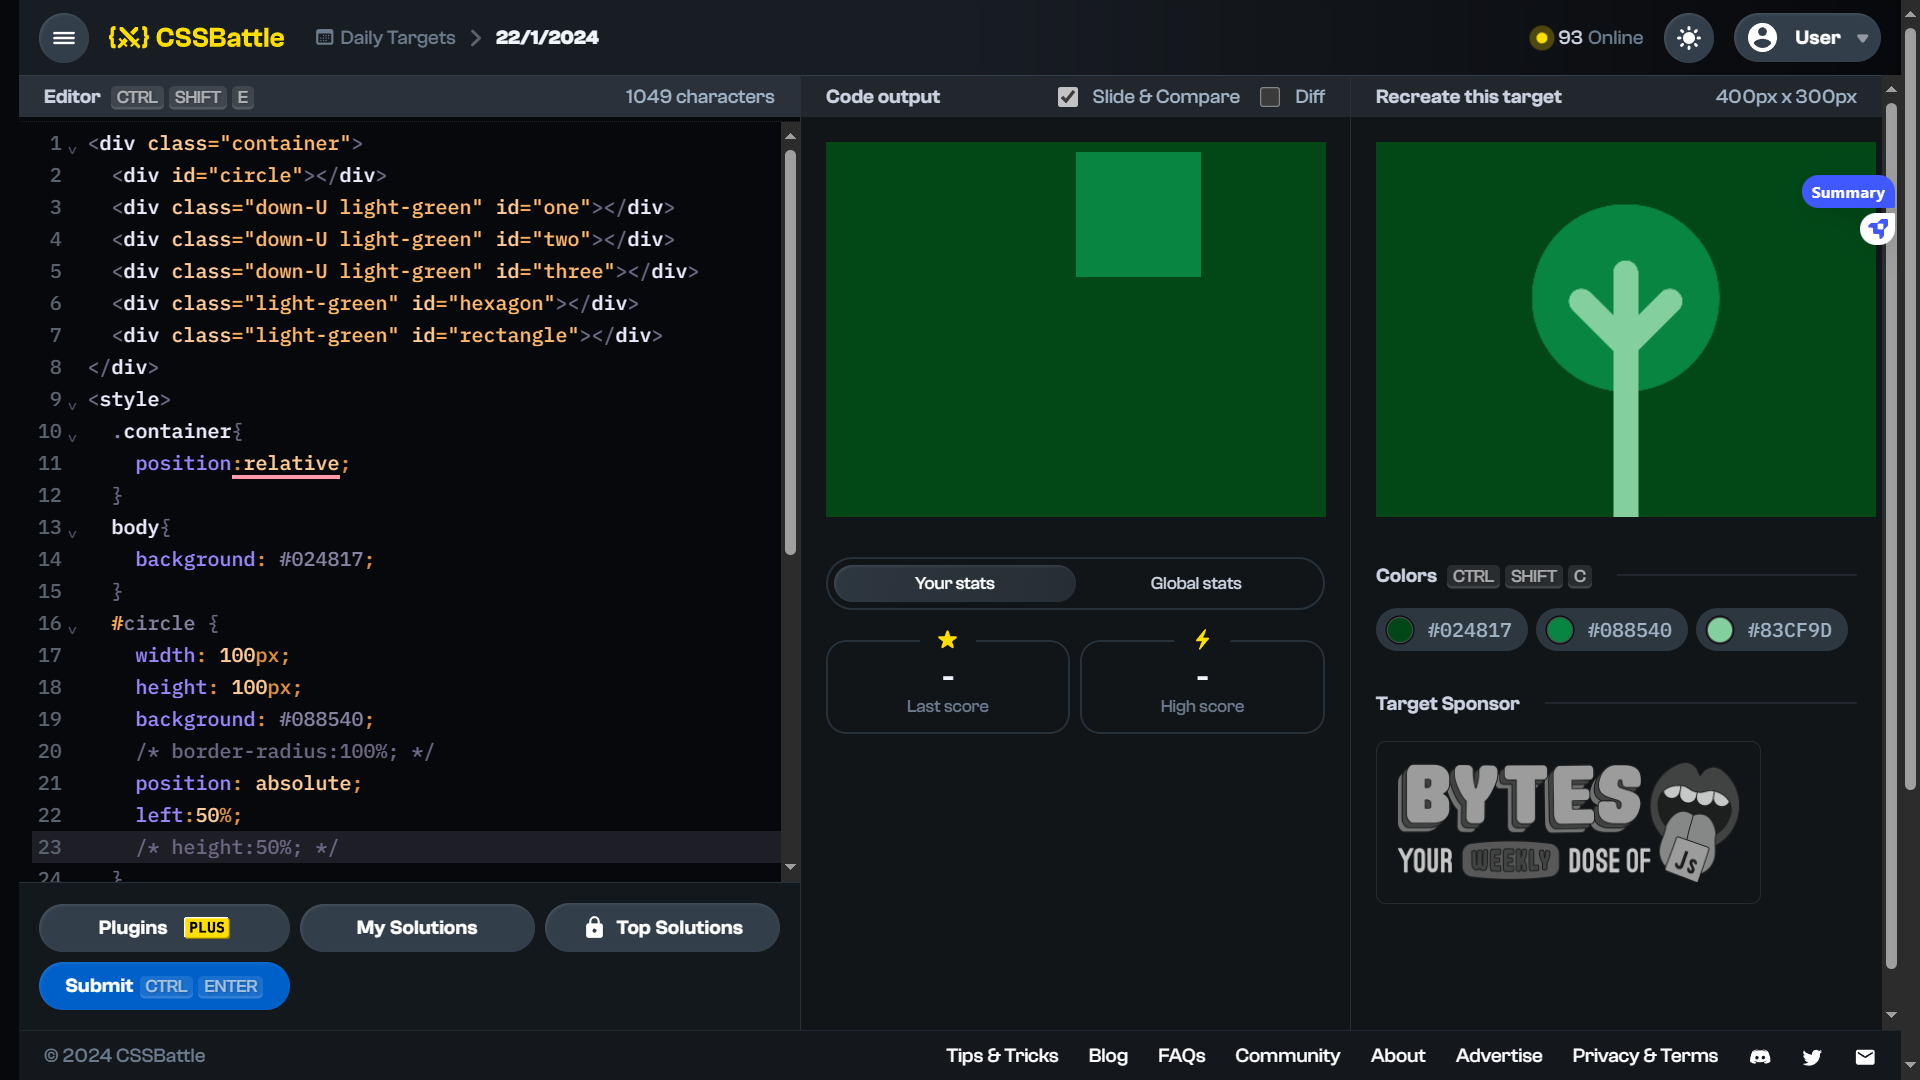 {X} CSSBattle
Daily Targets
22/1/2024
93 Online
User
Editor CTRL SHIFT E
1049 characters
1 <div class="container">
2 <div id="circle"></div>
3 <div class="down-U light-green" id="one"></div>
4 <div class="down-U light-green" id="two"></div>
5 <div class="down-U light-green" id="three"></div>
6 <div class="light-green" id="hexagon"></div>
7 <div class="light-green" id="rectangle"></div>
8 </div>
9 <style>
10 .container{
11 position:relative;
12 }
13 body{
14 background: #024817;
15 }
16 #circle {
17 width: 100px;
18 height: 100px;
19 background: #088540;
20 /* border-radius:100%; */
21 position: absolute;
22 left:50%;
23 /* height:50%; */
24 }
Plugins PLUS
My Solutions
Top Solutions
Submit CTRL ENTER
Code output
Slide & Compare
Diff
Your stats
Global stats
-
Last score
-
High score
Recreate this target
400px x 300px
Summary
Colors CTRL SHIFT C
#024817
#088540
#83CF9D
Target Sponsor
BYTES
YOUR WEEKLY DOSE OF JS
© 2024 CSSBattle
Tips & Tricks
Blog
FAQs
Community
About
Advertise
Privacy & Terms